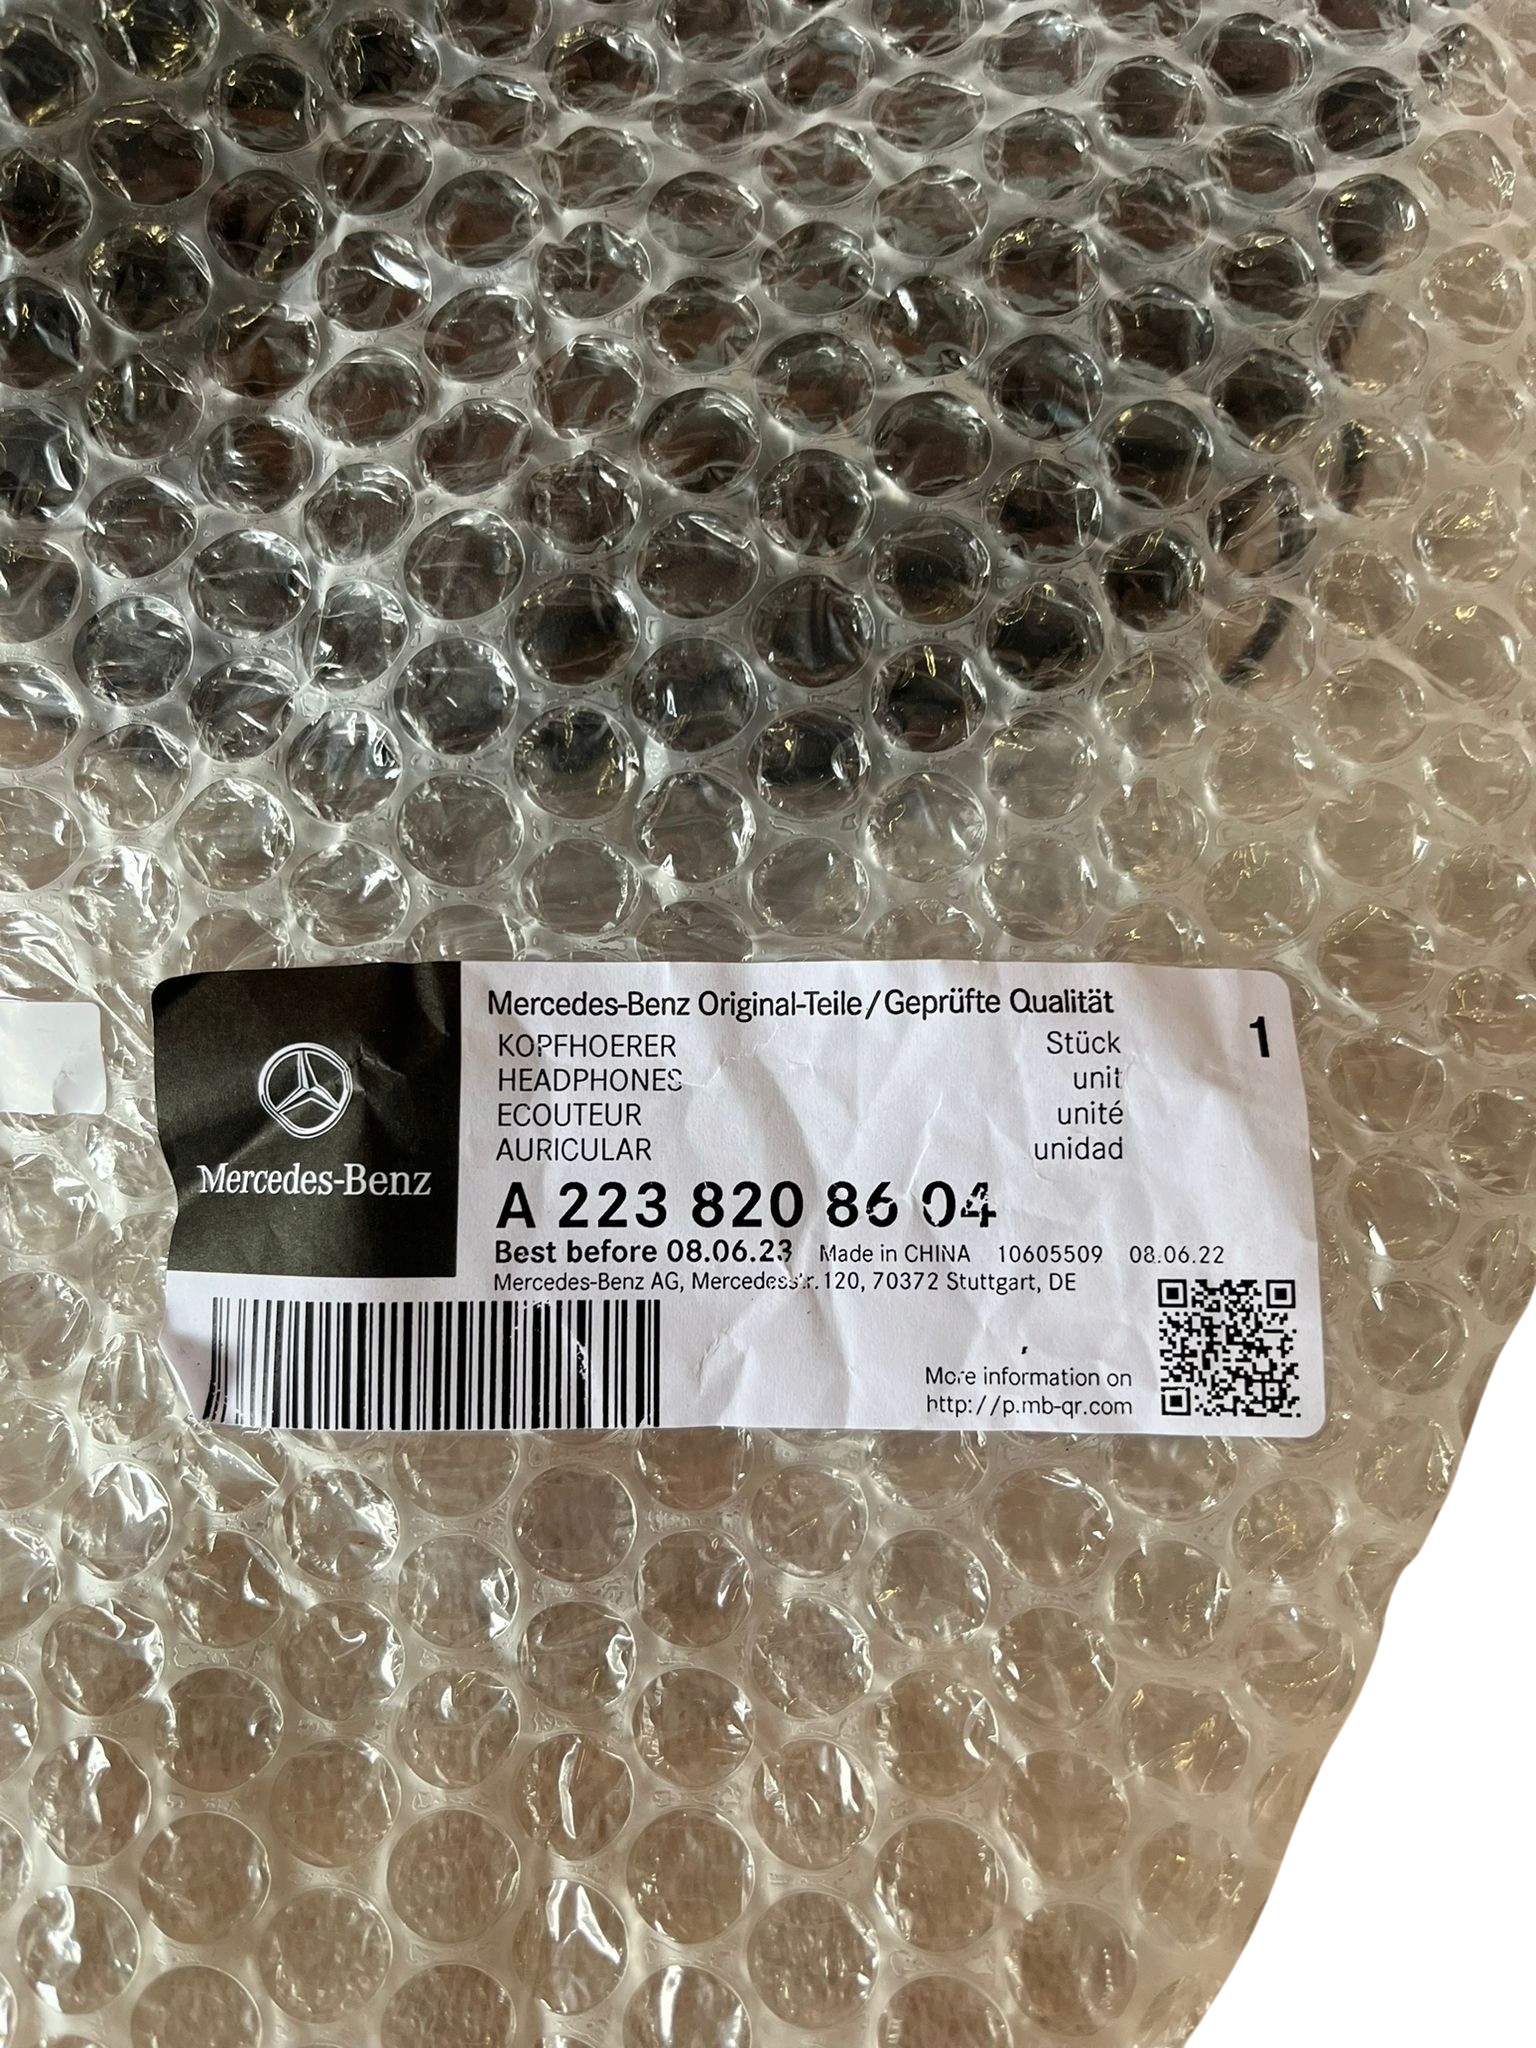 Mercedes-Benz
Mercedes-Benz Original-Teile/Geprüfte Qualität
KOPFHOERER Stück 1
HEADPHONES unit
ECOUTEUR unité
AURICULAR unidad
A 223 820 86 04
Best before 08.06.23 Made in CHINA 10605509 08.06.22
Mercedes-Benz AG, Mercedesstr. 120, 70372 Stuttgart, DE
More information on
http://p.mb-qr.com